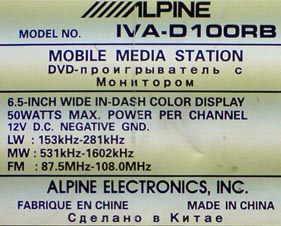 ALPINE
MODEL NO. IVA-D100RB
MOBILE MEDIA STATION
DVD-проигрыватель с
Монитором
6.5-INCH WIDE IN-DASH COLOR DISPLAY
50WATTS MAX. POWER PER CHANNEL
12V D.C. NEGATIVE GND.
LW : 153kHz-281kHz
MW : 531kHz-1602kHz
FM : 87.5MHz-108.0MHz
ALPINE ELECTRONICS, INC.
FABRIQUE EN CHINE MADE IN CHINA
Сделано в Китае